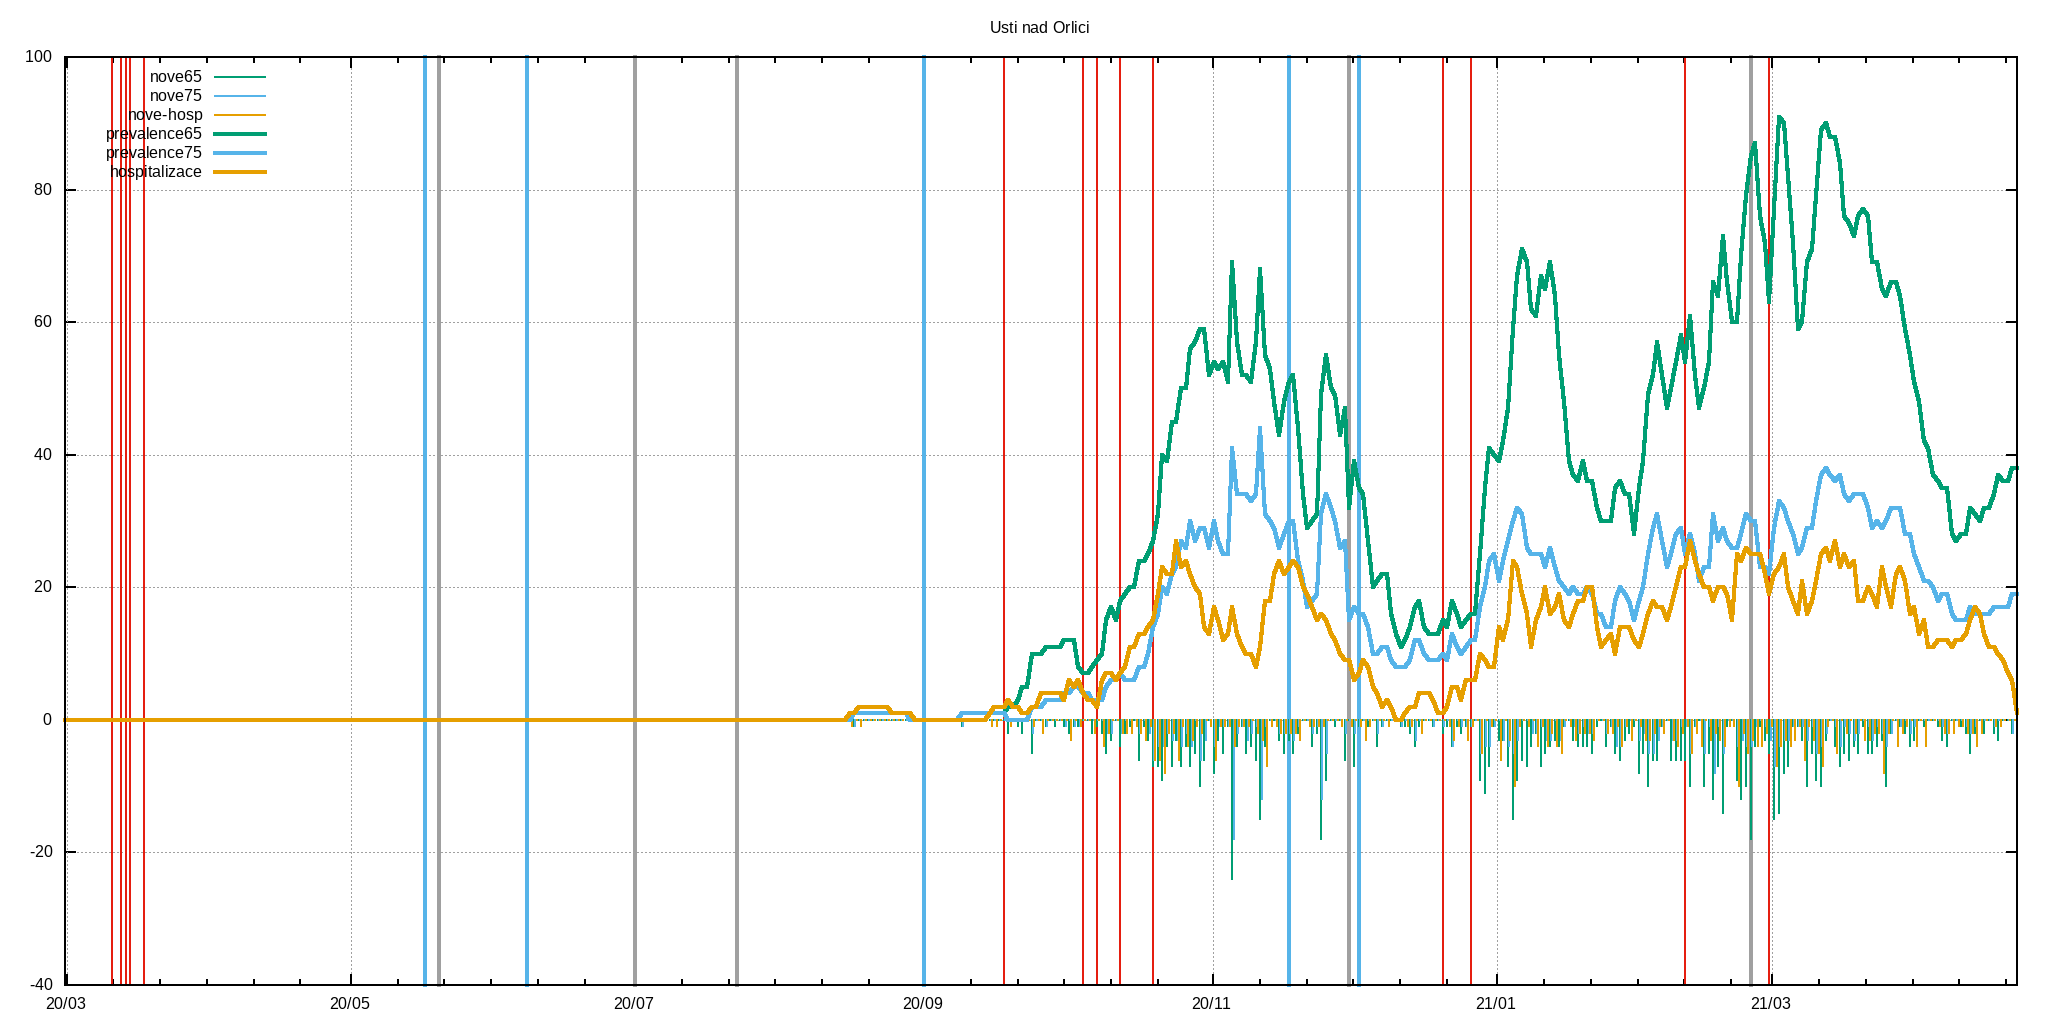 Usti nad Orlici
100
80
60
40
20
0
-20
-40
nove65
nove75
nove-hosp
prevalence65
prevalence75
hospitalizace
20/03 20/05 20/07 20/09 20/11 21/01 21/03